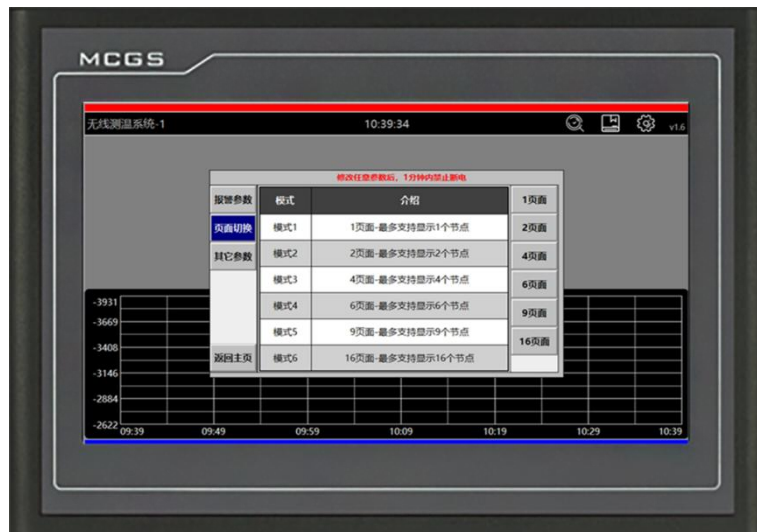 MCGS
无线测温系统-1 10:39:34 v1.6
修改任意参数后，1分钟内禁止断电
报警参数 模式 介绍 1页面
页面切换 模式1 1页面-最多支持显示1个节点 2页面
其它参数 模式2 2页面-最多支持显示2个节点 4页面
模式3 4页面-最多支持显示4个节点 6页面
模式4 6页面-最多支持显示6个节点 9页面
模式5 9页面-最多支持显示9个节点 16页面
返回主页 模式6 16页面-最多支持显示16个节点
-3931
-3669
-3408
-3146
-2884
-2622
09:39 09:49 09:59 10:09 10:19 10:29 10:39